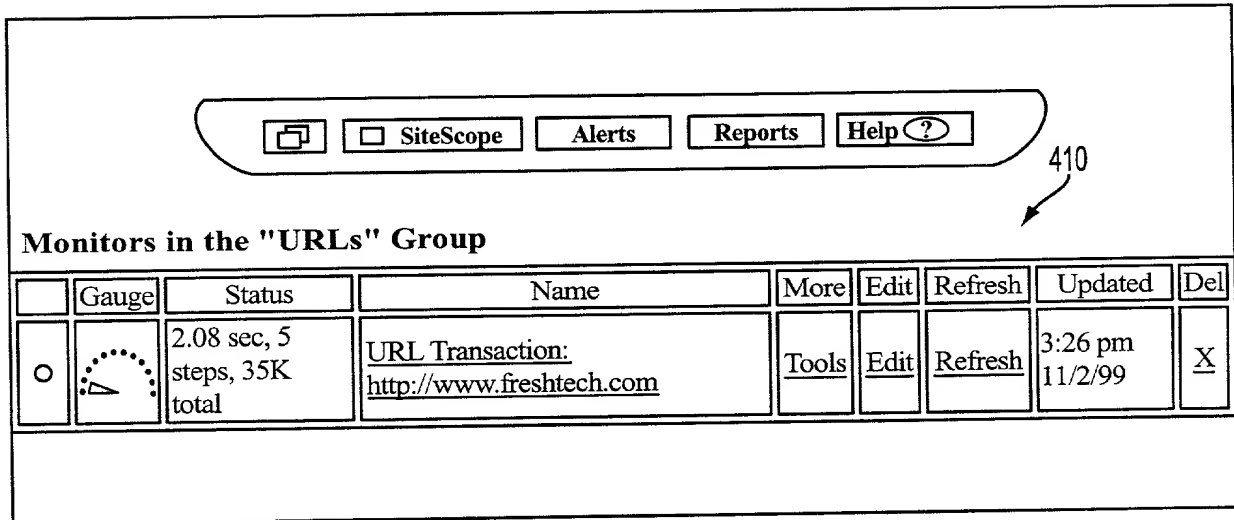 SiteScope Alerts Reports Help ?
410
Monitors in the "URLs" Group
Gauge Status Name More Edit Refresh Updated Del
2.08 sec, 5 steps, 35K total
URL Transaction: http://www.freshtech.com
Tools Edit Refresh
3:26 pm 11/2/99
X